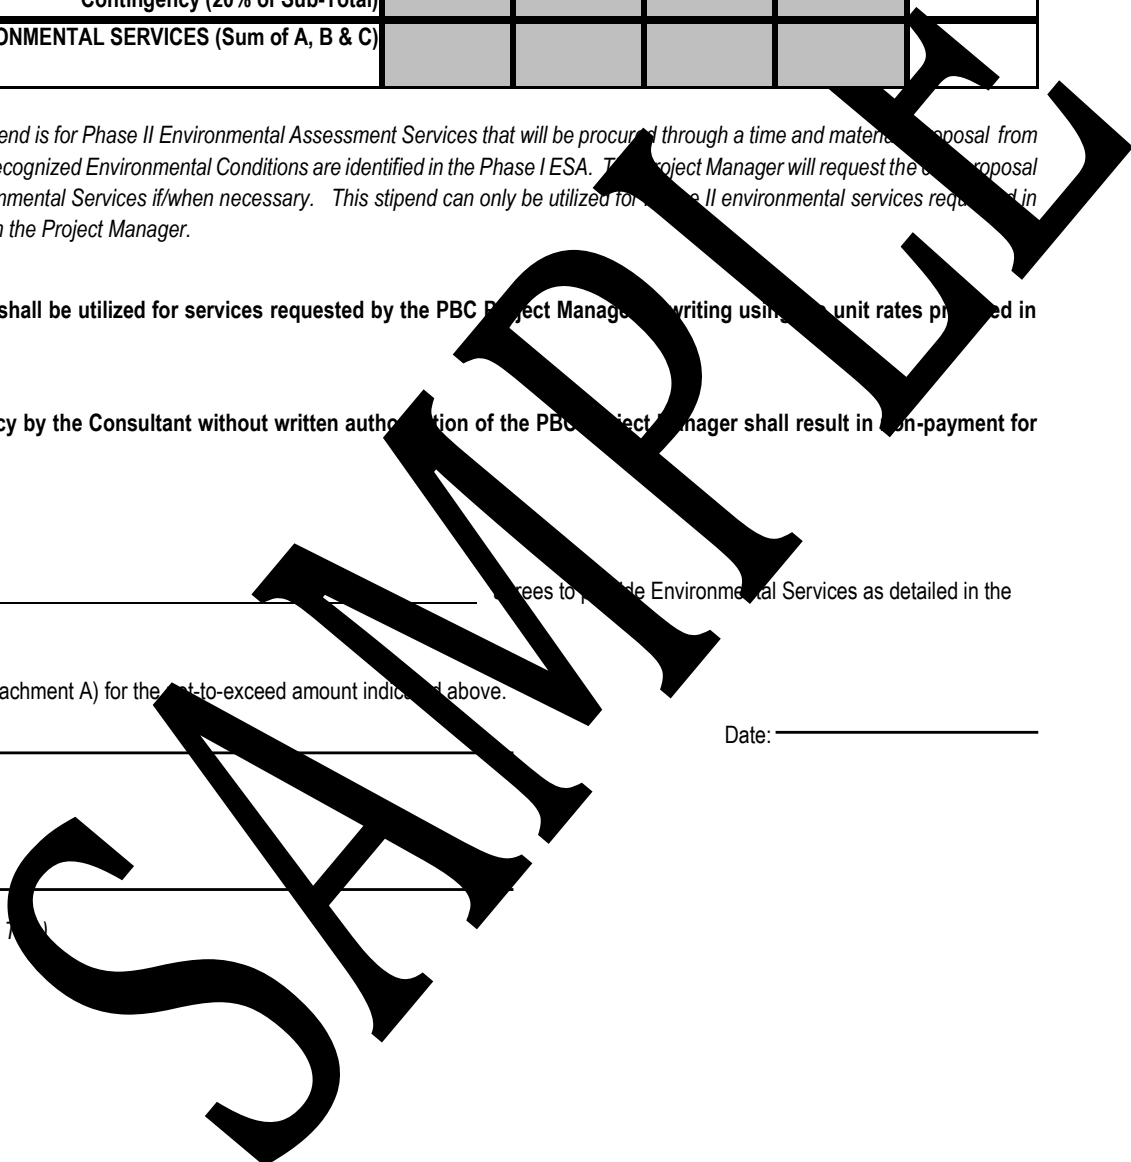 Contingency (20% of Sub-Total)
ONMENTAL SERVICES (Sum of A, B & C)
end is for Phase II Environmental Assessment Services that will be procured through a time and material proposal from
ecognized Environmental Conditions are identified in the Phase I ESA. The Project Manager will request the proposal
nmental Services if/when necessary. This stipend can only be utilized for Phase II environmental services requested in
n the Project Manager.
shall be utilized for services requested by the PBC Project Manager writing using unit rates provided in
cy by the Consultant without written authorization of the PBC Project Manager shall result in non-payment for
agrees to provide Environmental Services as detailed in the
achment A) for the not-to-exceed amount indicated above.
Date:
SAMPLE